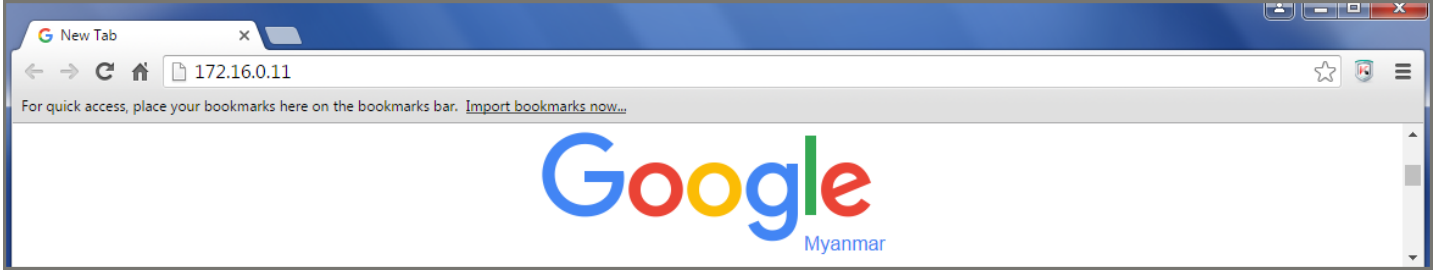 New Tab
172.16.0.11
For quick access, place your bookmarks here on the bookmarks bar. Import bookmarks now...
Google
Myanmar